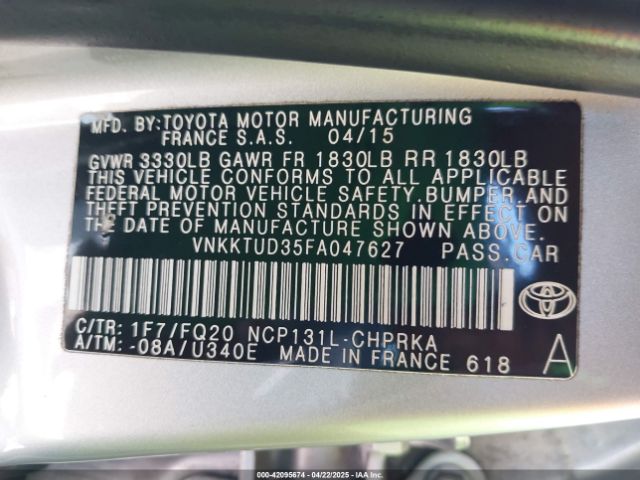 MFD. BY: TOYOTA MOTOR MANUFACTURING
FRANCE S.A.S. 04/15
GVWR 3330LB GAWR FR 1830LB RR 1830LB
THIS VEHICLE CONFORMS TO ALL APPLICABLE
FEDERAL MOTOR VEHICLE SAFETY, BUMPER, AND
THEFT PREVENTION STANDARDS IN EFFECT ON
THE DATE OF MANUFACTURE SHOWN ABOVE.
VNKKTUD35FA047627 PASS.CAR
C/TR: 1F7/FQ20 NCP131L-CHPRKA
A/TM: -08A/U340E MADE IN FRANCE 618
TOYOTA
A
000-42095674 | 04/22/2025 | IAAI.COM